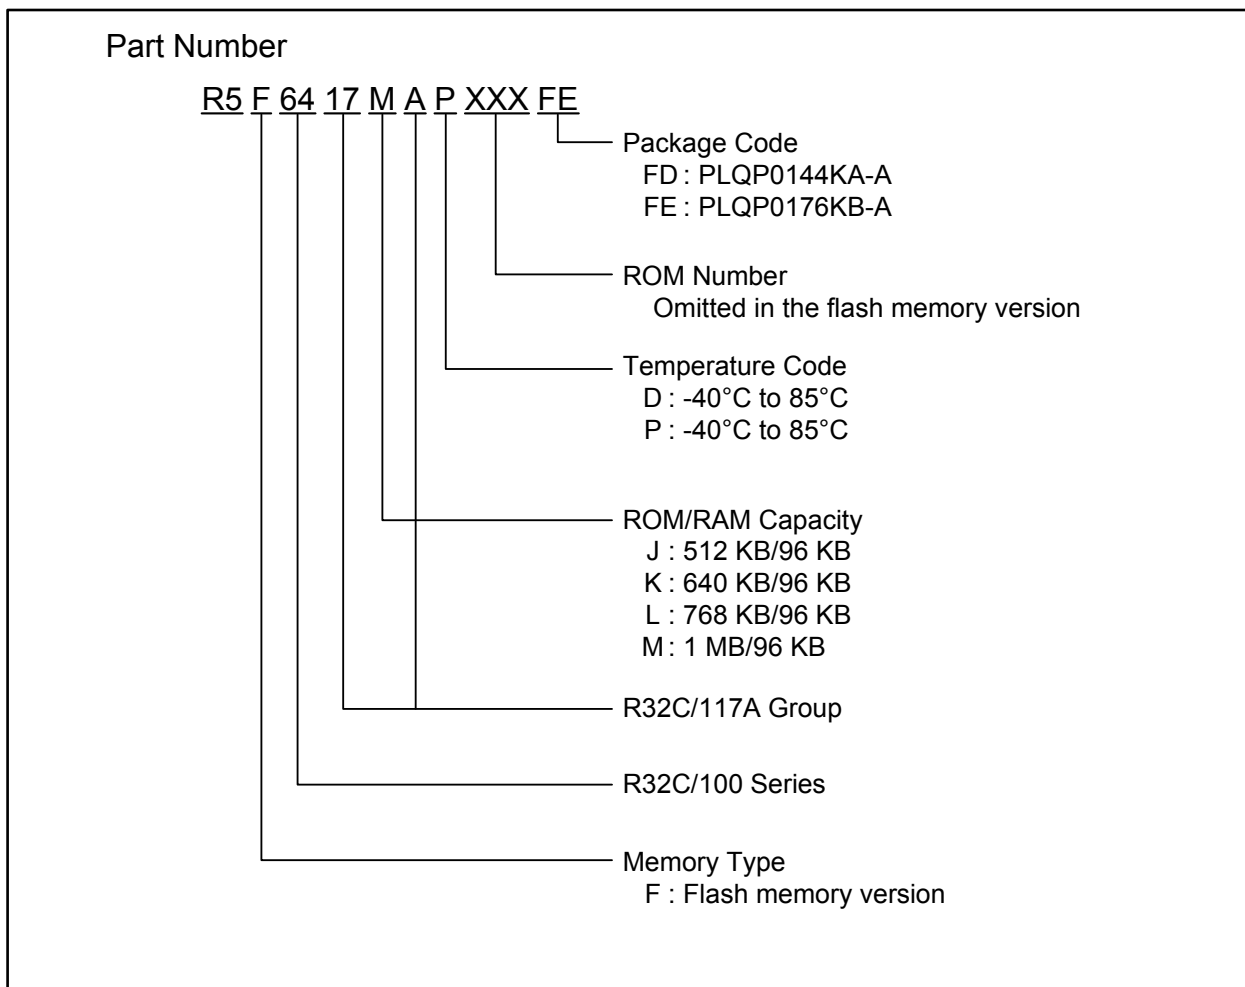 Part Number
R5 F 64 17 M A P XXX FE
Package Code
FD : PLQP0144KA-A
FE : PLQP0176KB-A
ROM Number
Omitted in the flash memory version
Temperature Code
D : -40°C to 85°C
P : -40°C to 85°C
ROM/RAM Capacity
J : 512 KB/96 KB
K : 640 KB/96 KB
L : 768 KB/96 KB
M : 1 MB/96 KB
R32C/117A Group
R32C/100 Series
Memory Type
F : Flash memory version